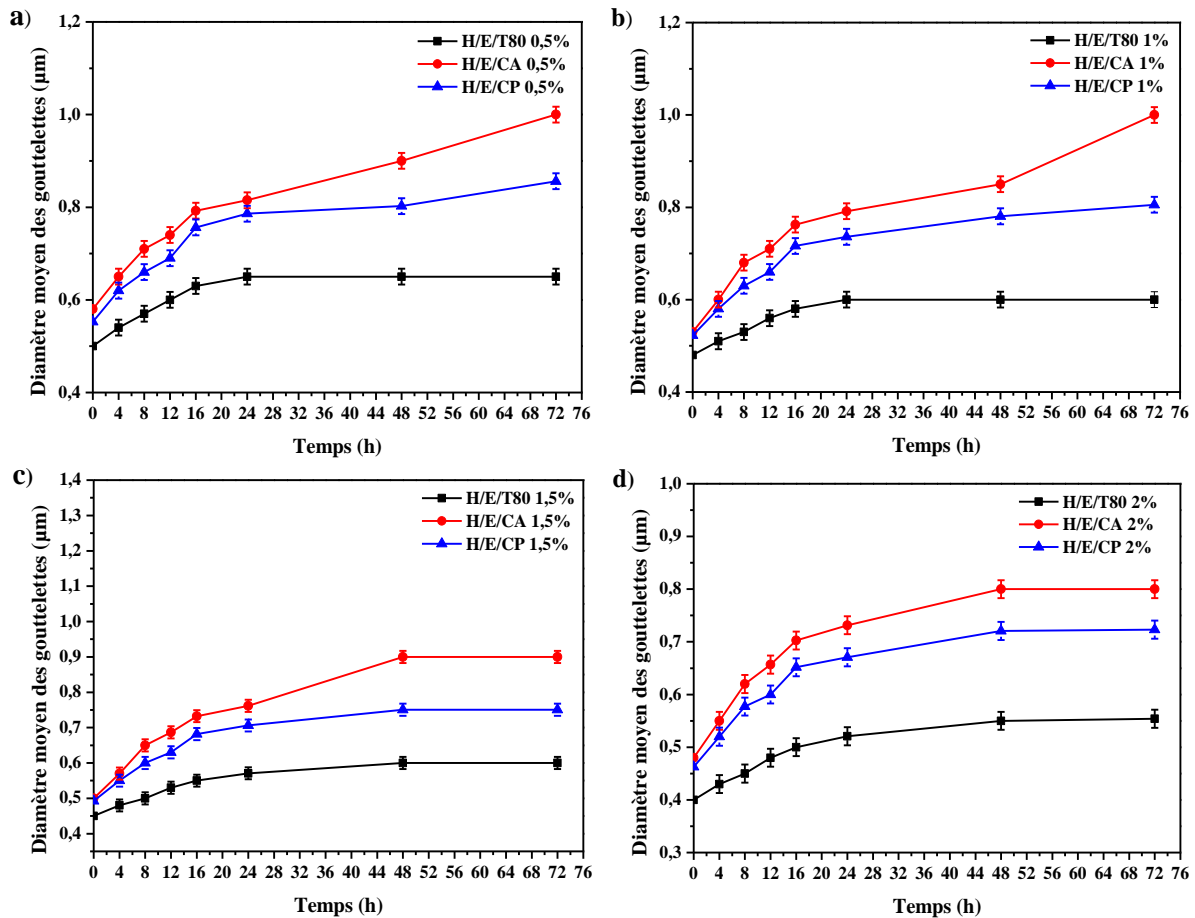 a)
Diamètre moyen des gouttelettes (µm)
1,2
1,0
0,8
0,6
0,4
H/E/T80 0,5%
H/E/CA 0,5%
H/E/CP 0,5%
0 4 8 12 16 20 24 28 32 36 40 44 48 52 56 60 64 68 72 76
Temps (h)
b)
Diamètre moyen des gouttelettes (µm)
1,2
1,0
0,8
0,6
0,4
H/E/T80 1%
H/E/CA 1%
H/E/CP 1%
0 4 8 12 16 20 24 28 32 36 40 44 48 52 56 60 64 68 72 76
Temps (h)
c)
Diamètre moyen des gouttelettes (µm)
1,4
1,3
1,2
1,1
1,0
0,9
0,8
0,7
0,6
0,5
0,4
H/E/T80 1,5%
H/E/CA 1,5%
H/E/CP 1,5%
0 4 8 12 16 20 24 28 32 36 40 44 48 52 56 60 64 68 72 76
Temps (h)
d)
Diamètre moyen des gouttelettes (µm)
1,0
0,9
0,8
0,7
0,6
0,5
0,4
0,3
H/E/T80 2%
H/E/CA 2%
H/E/CP 2%
0 4 8 12 16 20 24 28 32 36 40 44 48 52 56 60 64 68 72 76
Temps (h)